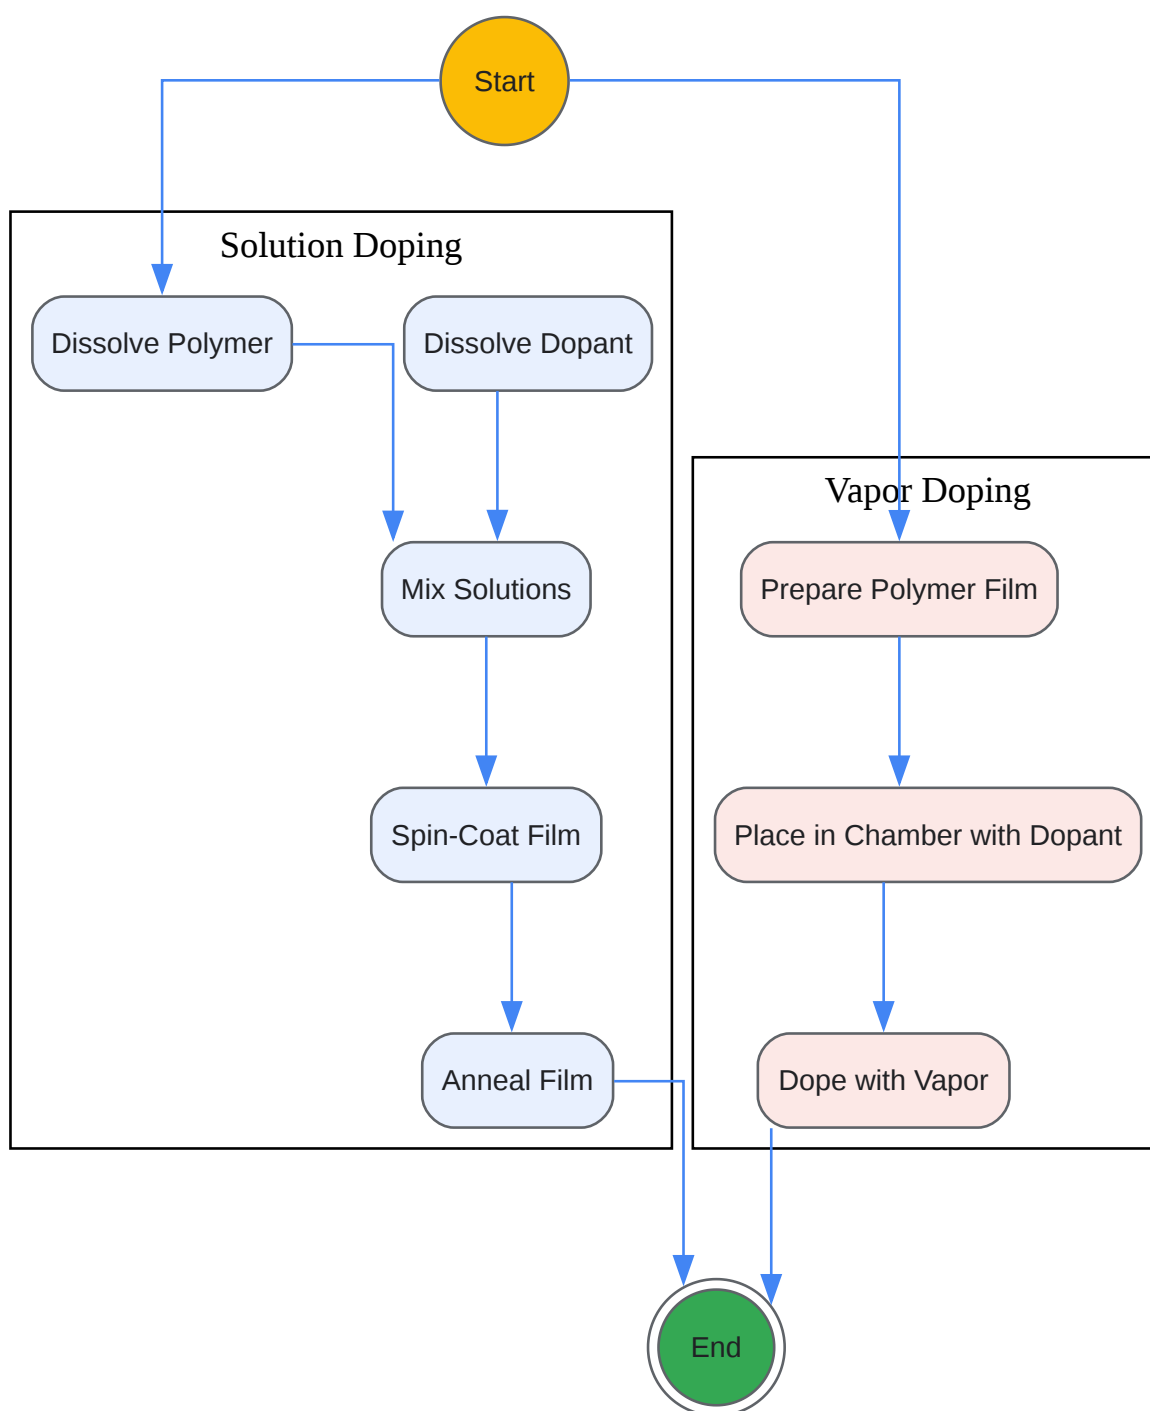 Start
Solution Doping
Dissolve Polymer
Dissolve Dopant
Mix Solutions
Spin-Coat Film
Anneal Film
Vapor Doping
Prepare Polymer Film
Place in Chamber with Dopant
Dope with Vapor
End